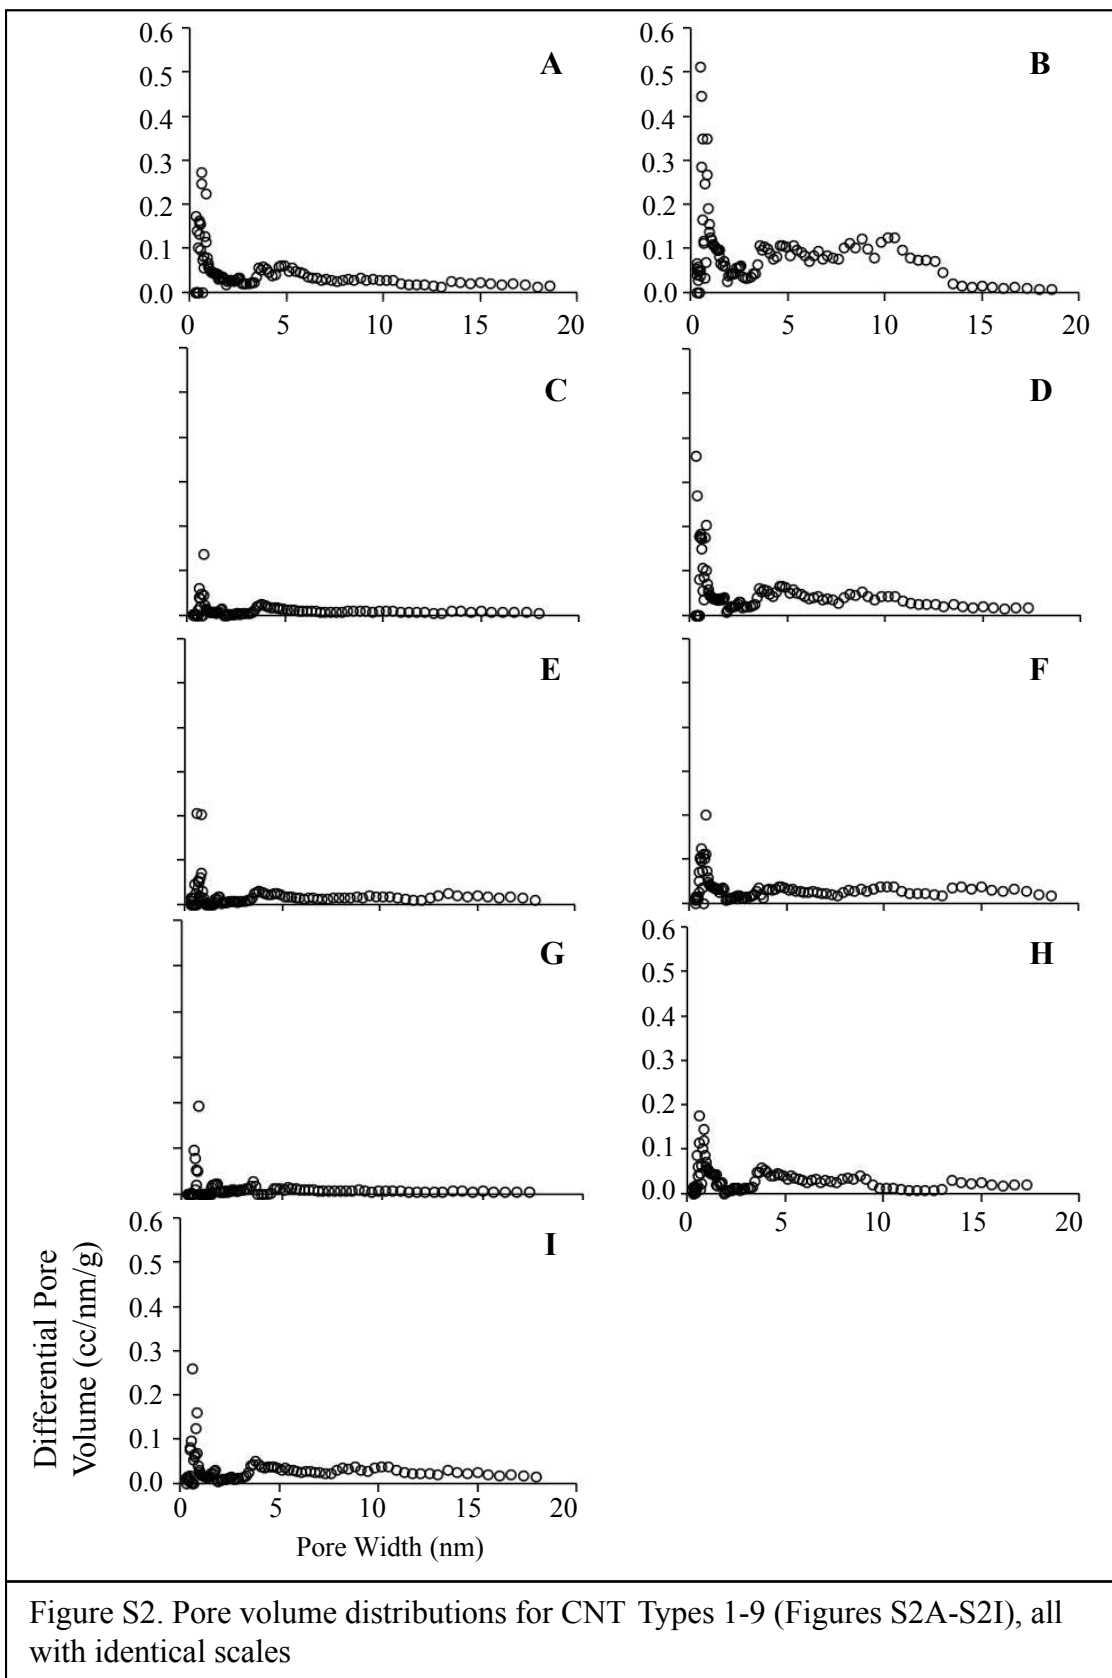 0.6
0.5
0.4
0.3
0.2
0.1
0.0
0 5 10 15 20
A
0.6
0.5
0.4
0.3
0.2
0.1
0.0
0 5 10 15 20
B
C
D
E
F
G
0.6
0.5
0.4
0.3
0.2
0.1
0.0
0 5 10 15 20
H
Differential Pore
Volume (cc/nm/g)
0.6
0.5
0.4
0.3
0.2
0.1
0.0
0 5 10 15 20
I
Pore Width (nm)
Figure S2. Pore volume distributions for CNT Types 1-9 (Figures S2A-S2I), all
with identical scales